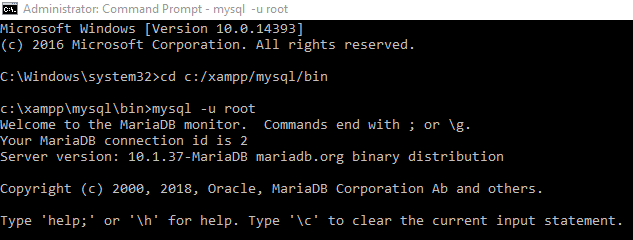 Administrator: Command Prompt - mysql -u root
Microsoft Windows [Version 10.0.14393]
(c) 2016 Microsoft Corporation. All rights reserved.
C:\Windows\system32>cd c:/xampp/mysql/bin
c:\xampp\mysql\bin>mysql -u root
Welcome to the MariaDB monitor.  Commands end with ; or \g.
Your MariaDB connection id is 2
Server version: 10.1.37-MariaDB mariadb.org binary distribution
Copyright (c) 2000, 2018, Oracle, MariaDB Corporation Ab and others.
Type 'help;' or '\h' for help. Type '\c' to clear the current input statement.